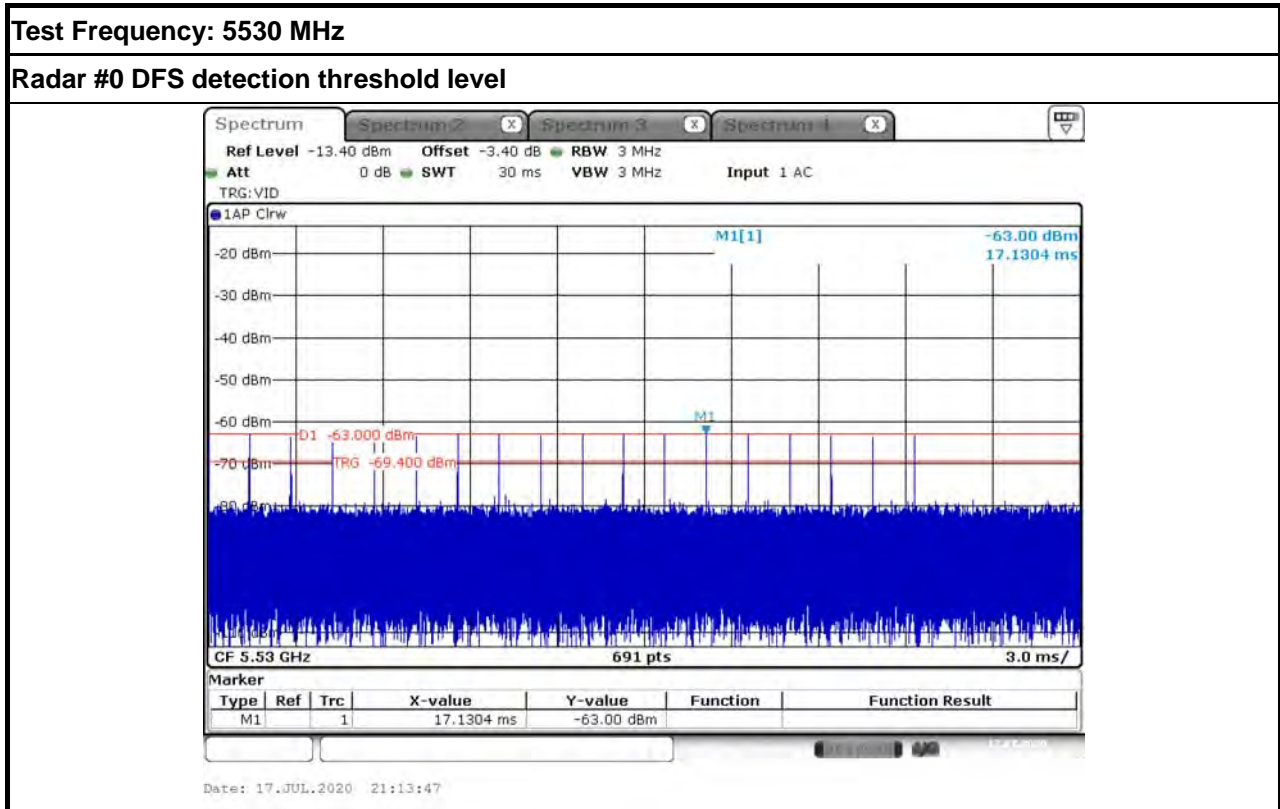 Test Frequency: 5530 MHz
Radar #0 DFS detection threshold level
Spectrum Spectrum 2 X Spectrum 3 X Spectrum 4 X
Ref Level -13.40 dBm Offset -3.40 dB RBW 3 MHz
Att 0 dB SWT 30 ms VBW 3 MHz Input 1 AC
TRG:VID
1AP Clrw
M1[1] -63.00 dBm
17.1304 ms
-20 dBm
-30 dBm
-40 dBm
-50 dBm
-60 dBm
M1
D1 -63.000 dBm
-70 dBm
TRG -69.400 dBm
-80 dBm
CF 5.53 GHz 691 pts 3.0 ms/
Marker
Type Ref Trc X-value Y-value Function Function Result
M1 1 17.1304 ms -63.00 dBm
Date: 17.JUL.2020 21:13:47